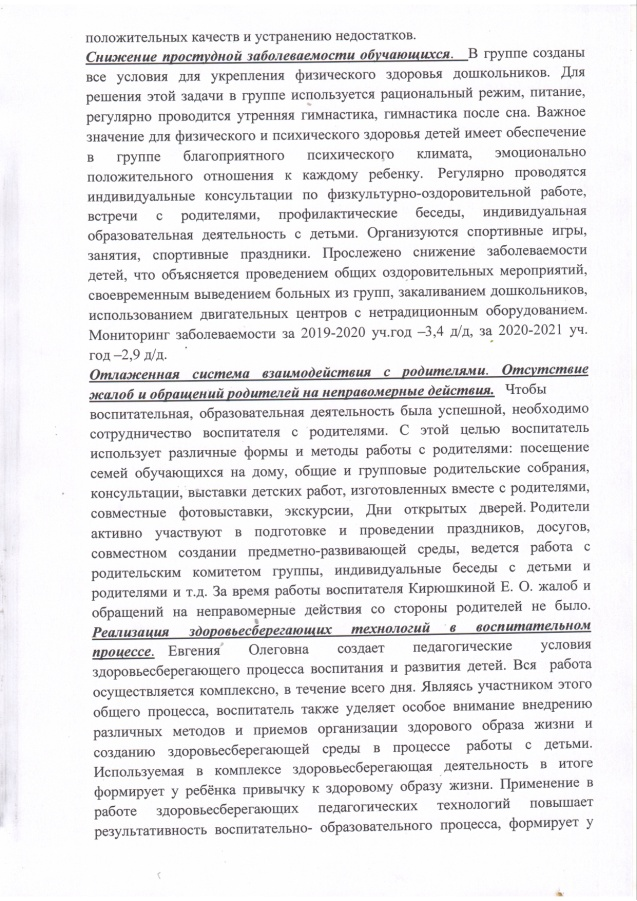 положительных качеств и устранению недостатков.
Снижение простудной заболеваемости обучающихся. В группе созданы
все условия для укрепления физического здоровья дошкольников. Для
решения этой задачи в группе используется рациональный режим, питание,
регулярно проводится утренняя гимнастика, гимнастика после сна. Важное
значение для физического и психического здоровья детей имеет обеспечение
в группе благоприятного психического климата, эмоционально
положительного отношения к каждому ребенку. Регулярно проводятся
индивидуальные консультации по физкультурно-оздоровительной работе,
встречи с родителями, профилактические беседы, индивидуальная
образовательная деятельность с детьми. Организуются спортивные игры,
занятия, спортивные праздники. Прослежено снижение заболеваемости
детей, что объясняется проведением общих оздоровительных мероприятий,
своевременным выведением больных из групп, закаливанием дошкольников,
использованием двигательных центров с нетрадиционным оборудованием.
Мониторинг заболеваемости за 2019-2020 уч.год –3,4 д/д, за 2020-2021 уч.
год –2,9 д/д.
Отлаженная система взаимодействия с родителями. Отсутствие
жалоб и обращений родителей на неправомерные действия. Чтобы
воспитательная, образовательная деятельность была успешной, необходимо
сотрудничество воспитателя с родителями. С этой целью воспитатель
использует различные формы и методы работы с родителями: посещение
семей обучающихся на дому, общие и групповые родительские собрания,
консультации, выставки детских работ, изготовленных вместе с родителями,
совместные фотовыставки, экскурсии, Дни открытых дверей. Родители
активно участвуют в подготовке и проведении праздников, досугов,
совместном создании предметно-развивающей среды, ведется работа с
родительским комитетом группы, индивидуальные беседы с детьми и
родителями и т.д. За время работы воспитателя Кирюшкиной Е. О. жалоб и
обращений на неправомерные действия со стороны родителей не было.
Реализация здоровьесберегающих технологий в воспитательном
процессе. Евгения Олеговна создает педагогические условия
здоровьесберегающего процесса воспитания и развития детей. Вся работа
осуществляется комплексно, в течение всего дня. Являясь участником этого
общего процесса, воспитатель также уделяет особое внимание внедрению
различных методов и приемов организации здорового образа жизни и
созданию здоровьесберегающей среды в процессе работы с детьми.
Используемая в комплексе здоровьесберегающая деятельность в итоге
формирует у ребёнка привычку к здоровому образу жизни. Применение в
работе здоровьесберегающих педагогических технологий повышает
результативность воспитательно- образовательного процесса, формирует у